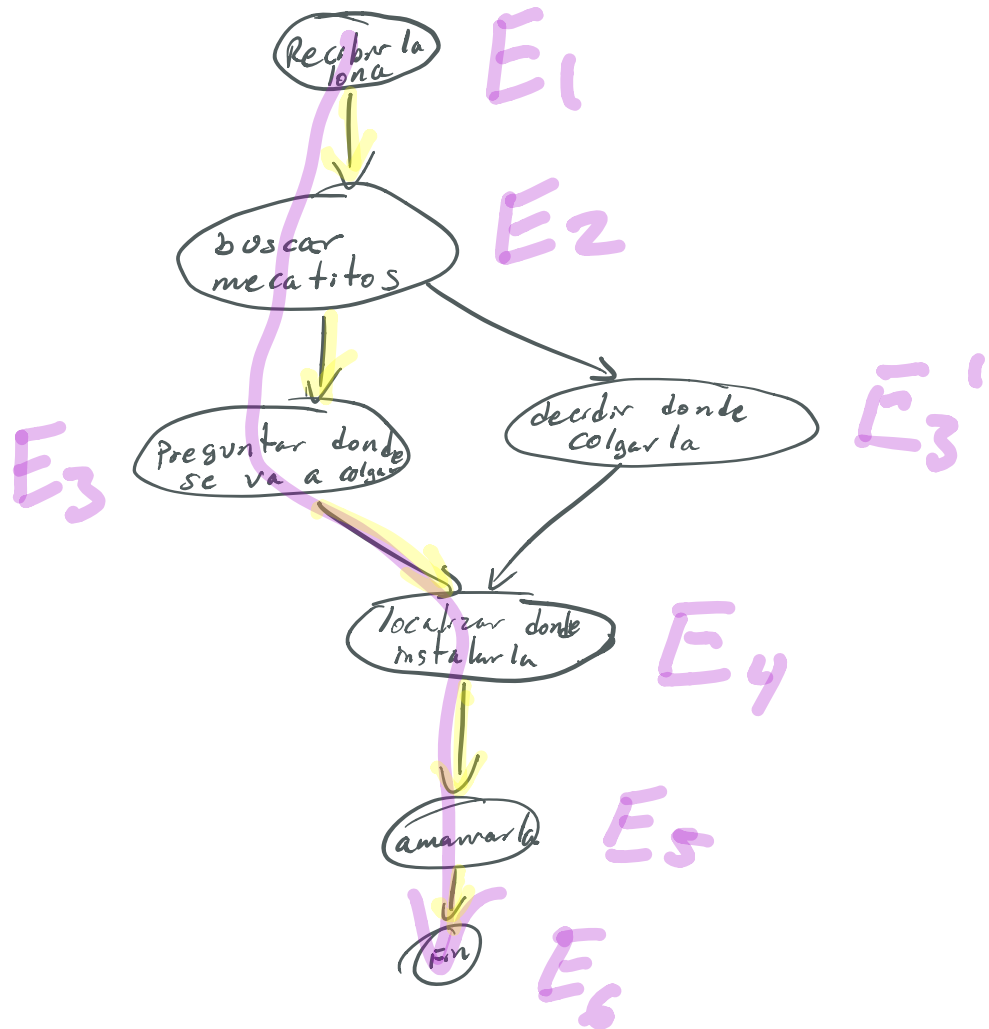 Recibir la
lona
E1
buscar
mecatitos
E2
Preguntar donde
se va a colgar
E3
decidir donde
colgarla
E3'
localizar donde
instalarla
E4
amarrarla
E5
Fin
E6